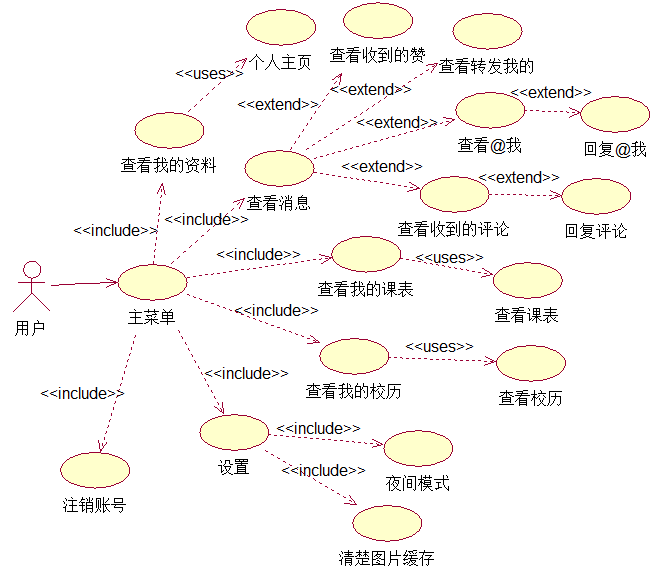 查看收到的赞
个人主页
查看转发我的
<<uses>>
<<extend>>
<<extend>>
<<extend>>
<<extend>>
查看@我
回复@我
查看我的资料
<<extend>>
<<extend>>
查看消息
<<include>>
<<include>>
查看收到的评论
回复评论
<<include>>
<<uses>>
查看我的课表
查看课表
用户
主菜单
<<include>>
<<uses>>
查看我的校历
查看校历
<<include>>
<<include>>
<<include>>
设置
<<include>>
夜间模式
注销账号
清楚图片缓存